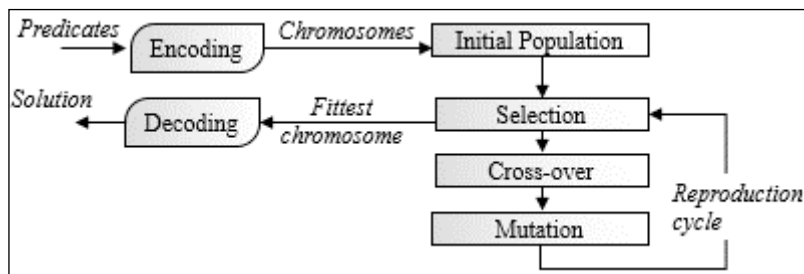 Predicates
Encoding
Chromosomes
Initial Population
Solution
Decoding
Fittest
chromosome
Selection
Cross-over
Reproduction
cycle
Mutation